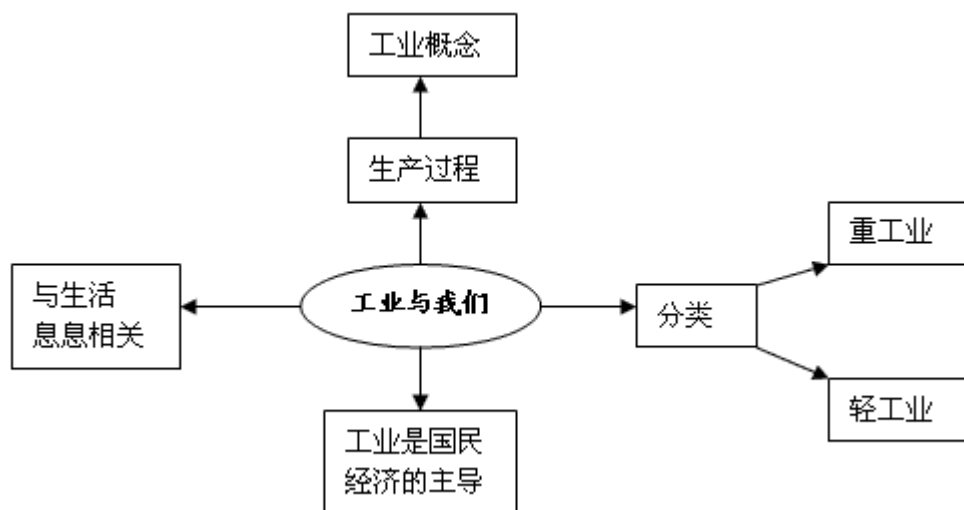 工业概念
生产过程
重工业
与生活
息息相关
工业与我们
分类
轻工业
工业是国民
经济的主导